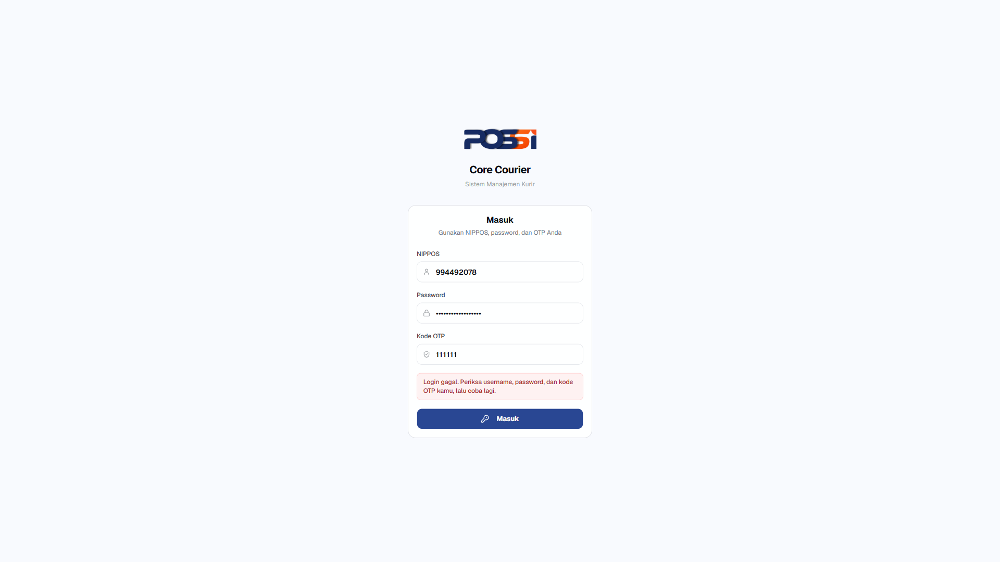 POSSi
Core Courier
Sistem Manajemen Kurir
Masuk
Gunakan NIPPOS, password, dan OTP Anda
NIPPOS
994492078
Password
••••••••••••••••••
Kode OTP
111111
Login gagal. Periksa username, password, dan kode
OTP kamu, lalu coba lagi.
Masuk